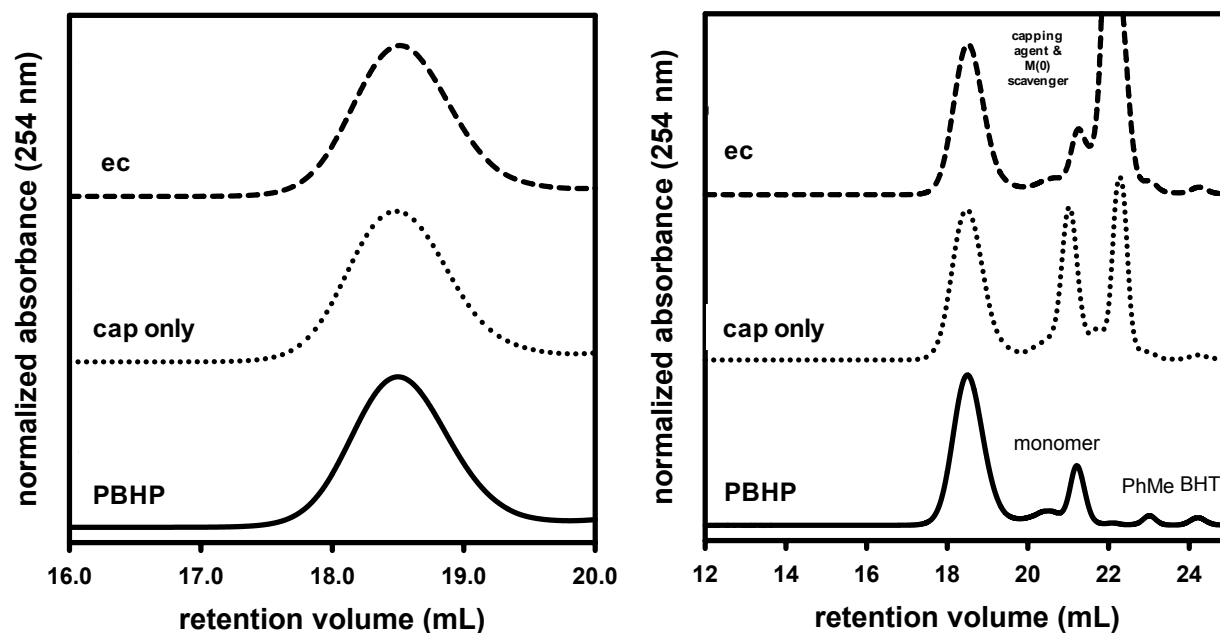 normalized absorbance (254 nm)
ec
cap only
PBHP
16.0 17.0 18.0 19.0 20.0
retention volume (mL)
normalized absorbance (254 nm)
capping
agent &
M(0)
scavenger
ec
cap only
monomer
PhMe BHT
PBHP
12 14 16 18 20 22 24
retention volume (mL)